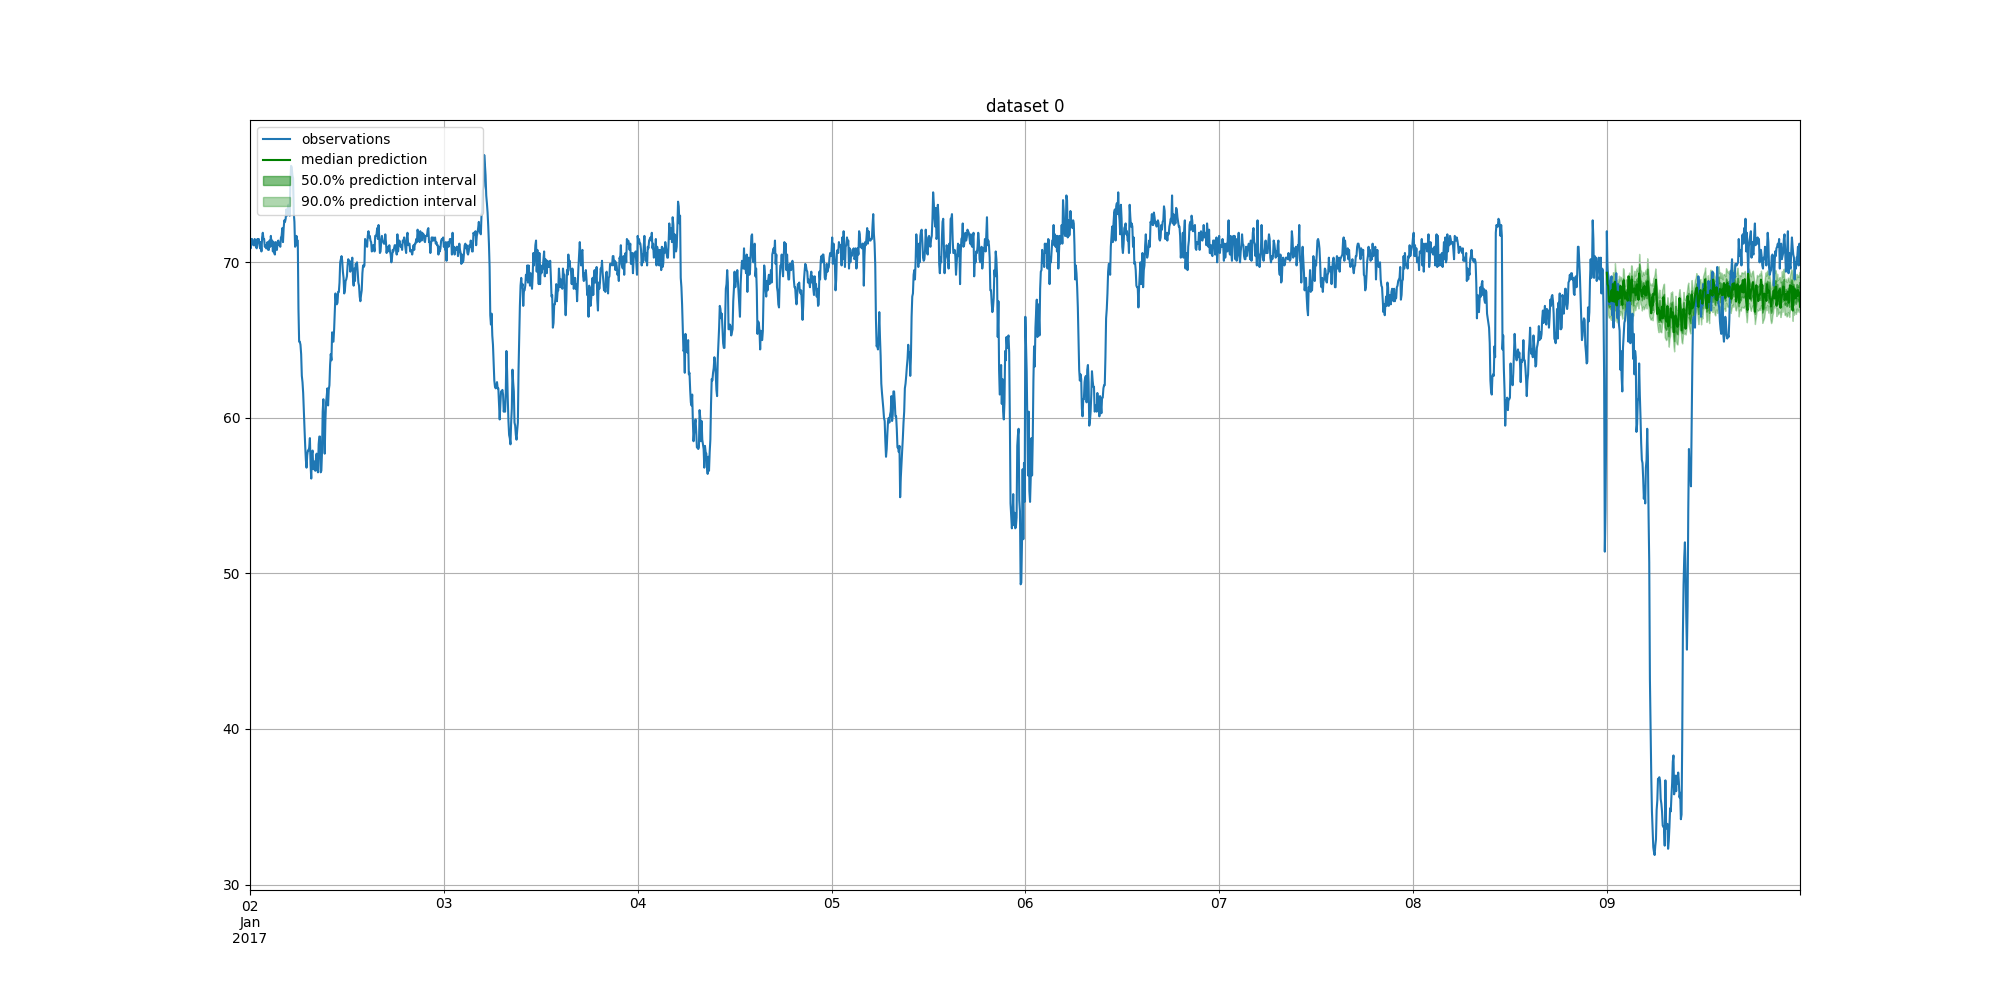 dataset 0
observations
median prediction
50.0% prediction interval
90.0% prediction interval
70
60
50
40
30
02 03 04 05 06 07 08 09
Jan
2017